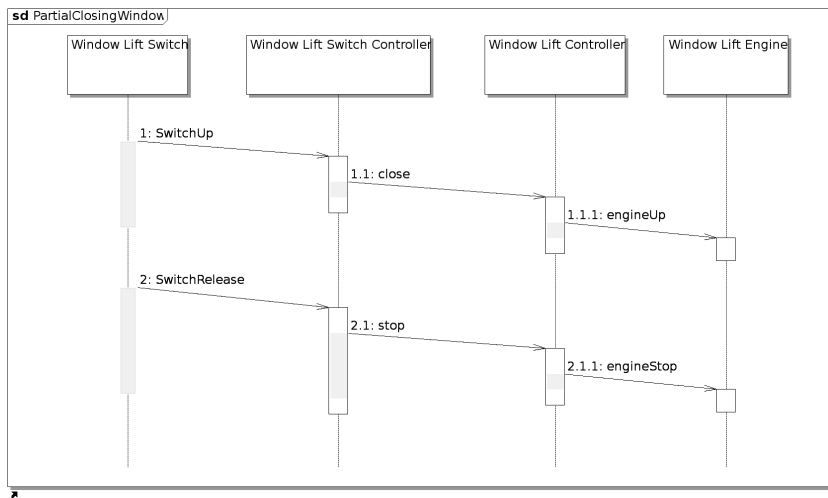 sd PartialClosingWindow
Window Lift Switch
Window Lift Switch Controller
Window Lift Controller
Window Lift Engine
1: SwitchUp
1.1: close
1.1.1: engineUp
2: SwitchRelease
2.1: stop
2.1.1: engineStop